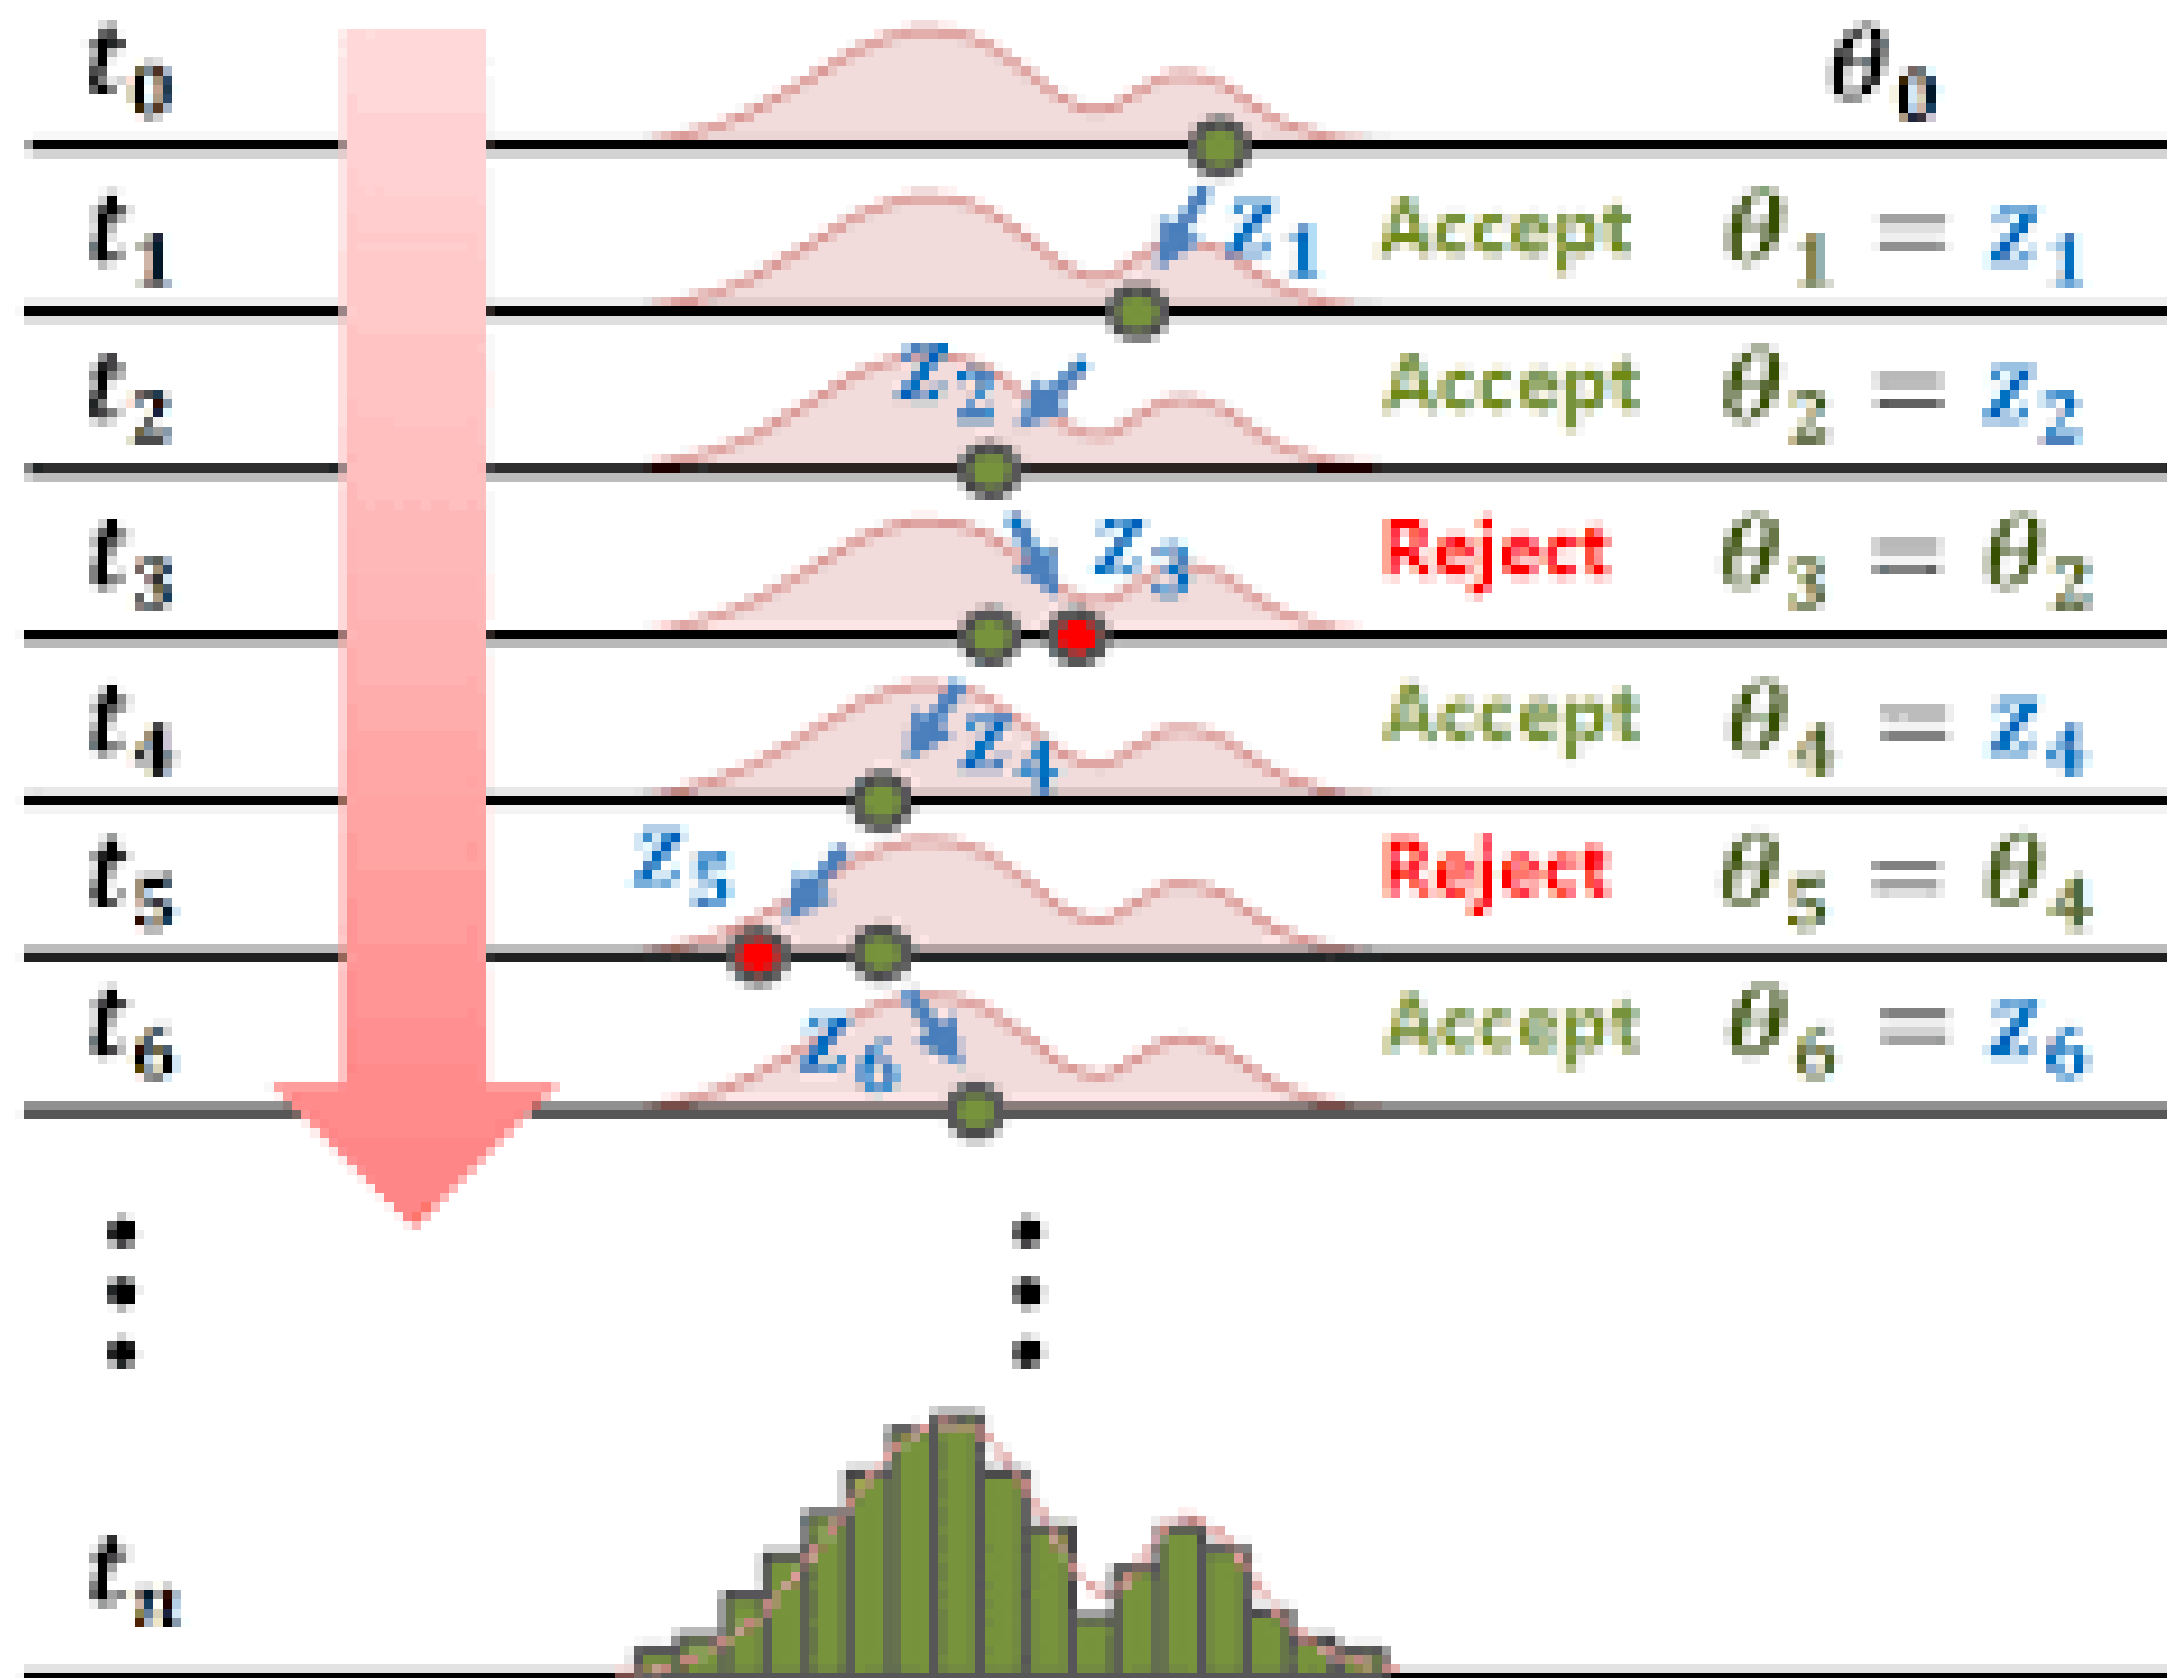 t₀ θ₀
t₁ z₁ Accept θ₁ = z₁
t₂ z₂ Accept θ₂ = z₂
t₃ z₃ Reject θ₃ = θ₂
t₄ z₄ Accept θ₄ = z₄
t₅ z₅ Reject θ₅ = θ₄
t₆ z₆ Accept θ₆ = z₆
tₙ